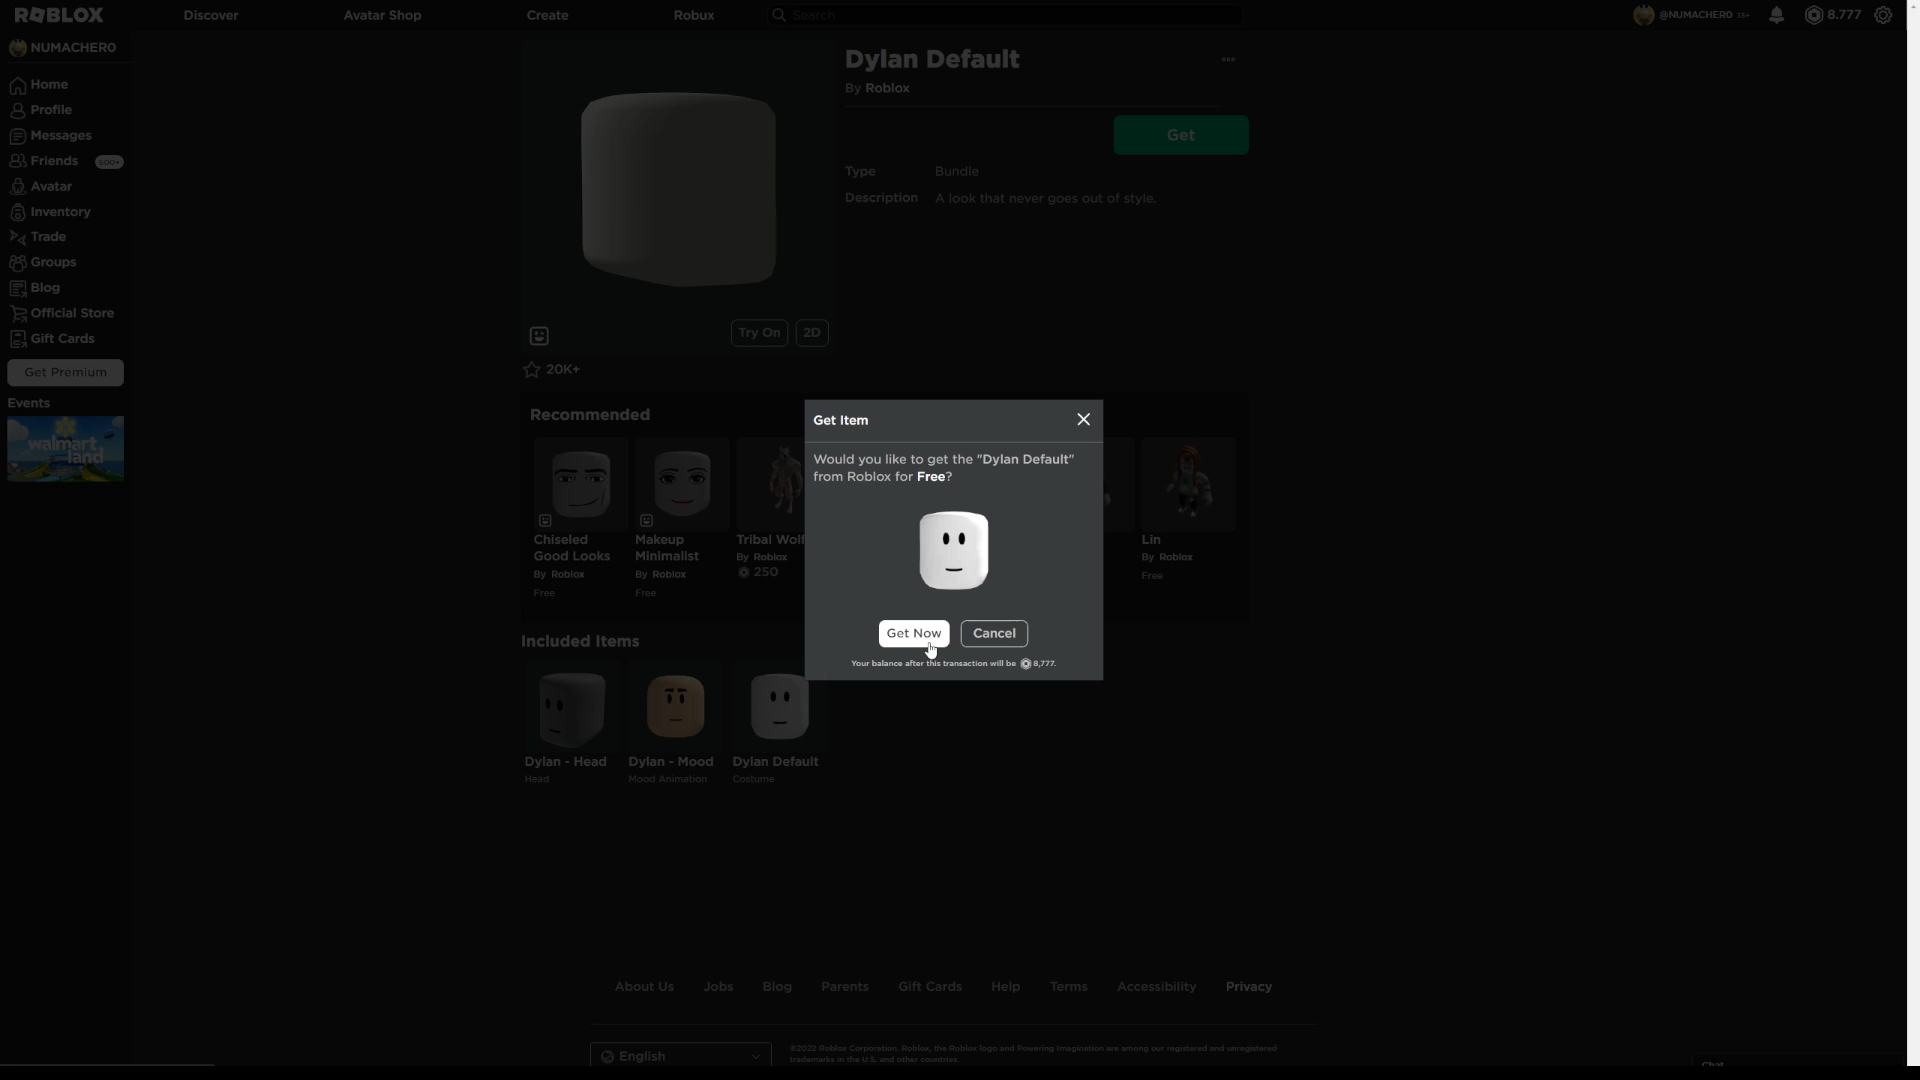 ROBLOX
Discover
Avatar Shop
Create
Robux
Search
@NUMACHER0 13+
8.777
NUMACHER0
Home
Profile
Messages
Friends
500+
Avatar
Inventory
Trade
Groups
Blog
Official Store
Gift Cards
Get Premium
Events
walmart
land
Dylan Default
By Roblox
Get
Type
Bundle
Description
A look that never goes out of style.
Try On
2D
20K+
Recommended
Chiseled
Good Looks
By Roblox
Free
Makeup
Minimalist
By Roblox
Free
Tribal Wolf
By Roblox
250
Lin
By Roblox
Free
Get Item
Would you like to get the "Dylan Default"
from Roblox for Free?
Get Now
Cancel
Your balance after this transaction will be 8,777.
Included Items
Dylan - Head
Head
Dylan - Mood
Mood Animation
Dylan Default
Costume
About Us
Jobs
Blog
Parents
Gift Cards
Help
Terms
Accessibility
Privacy
English
©2022 Roblox Corporation. Roblox, the Roblox logo and Powering Imagination are among our registered and unregistered
trademarks in the U.S. and other countries.
Chat